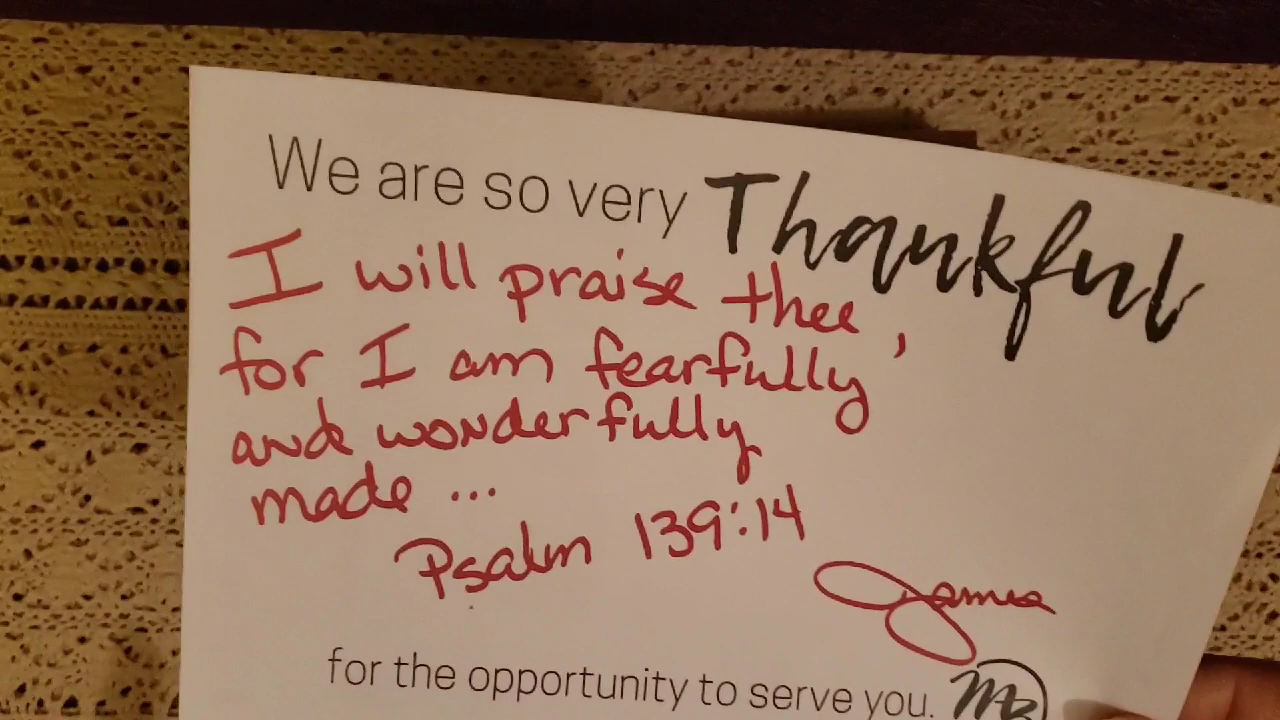 We are so very Thankful
I will praise thee,
for I am fearfully
and wonderfully
made ...
Psalm 139:14
James
for the opportunity to serve you.